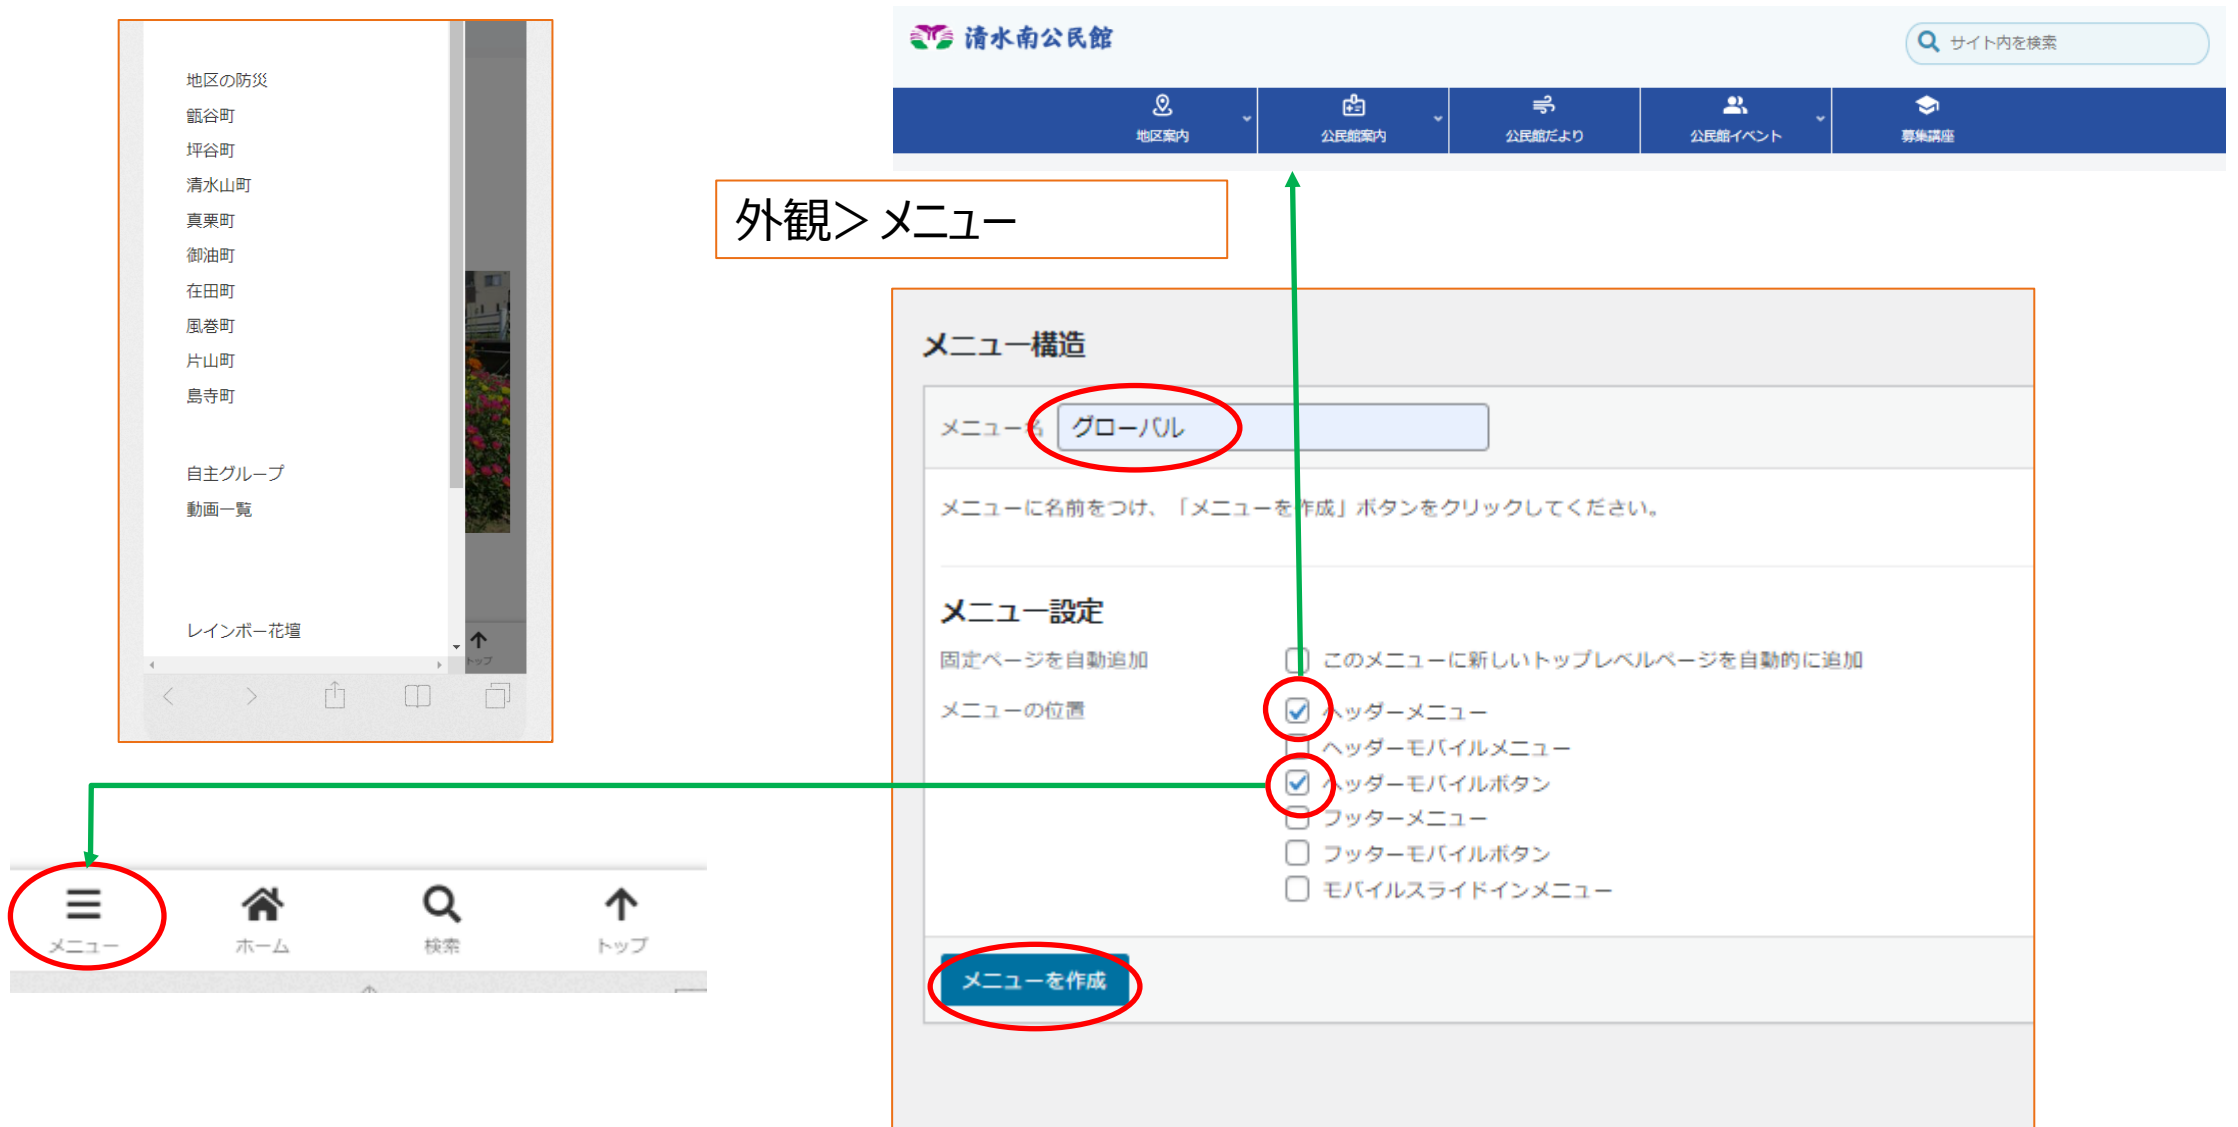 地区の防災
甑谷町
坪谷町
清水山町
真栗町
御油町
在田町
風巻町
片山町
島寺町
自主グループ
動画一覧
レインボー花壇
トップ
清水南公民館
サイト内を検索
地区案内
公民館案内
公民館だより
公民館イベント
募集講座
外観＞メニュー
メニュー構造
メニュー名 グローバル
メニューに名前をつけ、「メニューを作成」ボタンをクリックしてください。
メニュー設定
固定ページを自動追加 このメニューに新しいトップレベルページを自動的に追加
メニューの位置 ヘッダーメニュー
ヘッダーモバイルメニュー
ヘッダーモバイルボタン
フッターメニュー
フッターモバイルボタン
モバイルスライドインメニュー
メニューを作成
メニュー
ホーム
検索
トップ